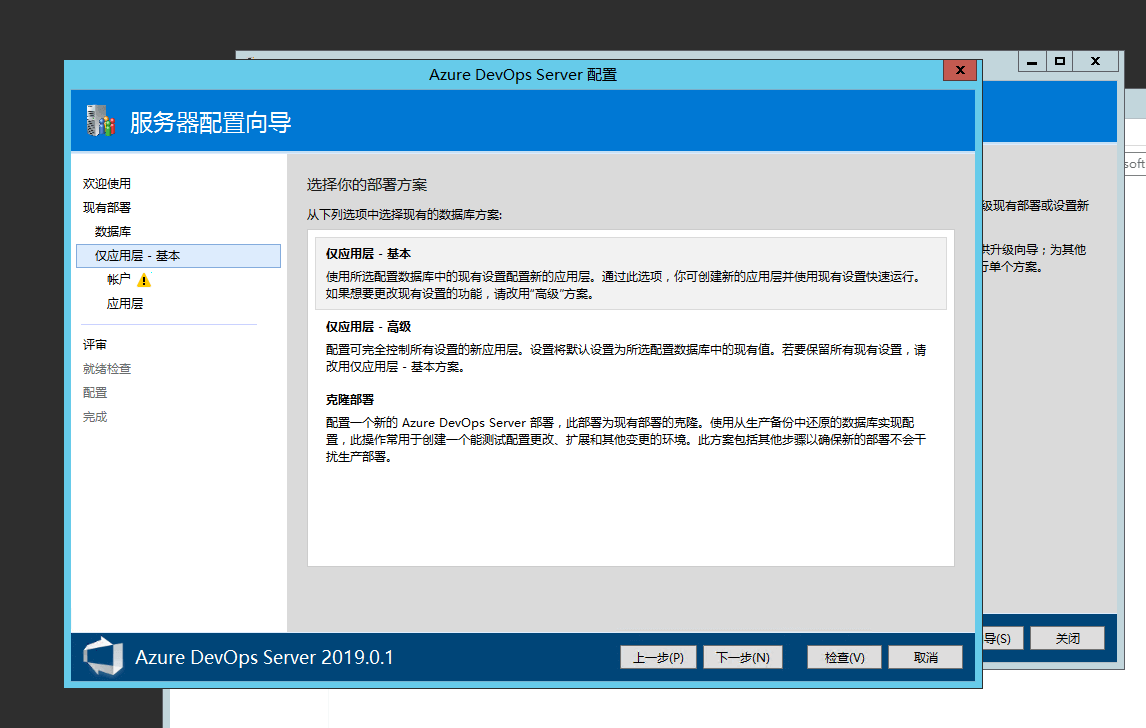 Azure DevOps Server 配置
服务器配置向导
欢迎使用
现有部署
数据库
仅应用层 - 基本
帐户
应用层
评审
就绪检查
配置
完成
选择你的部署方案
从下列选项中选择现有的数据库方案:
仅应用层 - 基本
使用所选配置数据库中的现有设置配置新的应用层。通过此选项，你可创建新的应用层并使用现有设置快速运行。
如果想要更改现有设置的功能，请改用"高级"方案。
仅应用层 - 高级
配置可完全控制所有设置的新应用层。设置将默认设置为所选配置数据库中的现有值。若要保留所有现有设置，请
改用仅应用层 - 基本方案。
克隆部署
配置一个新的 Azure DevOps Server 部署，此部署为现有部署的克隆。使用从生产备份中还原的数据库实现配
置，此操作常用于创建一个能测试配置更改、扩展和其他变更的环境。此方案包括其他步骤以确保新的部署不会干
扰生产部署。
Azure DevOps Server 2019.0.1
上一步(P)
下一步(N)
检查(V)
取消
soft
级现有部署或设置新
供升级向导；为其他
行单个方案。
导(S)
关闭